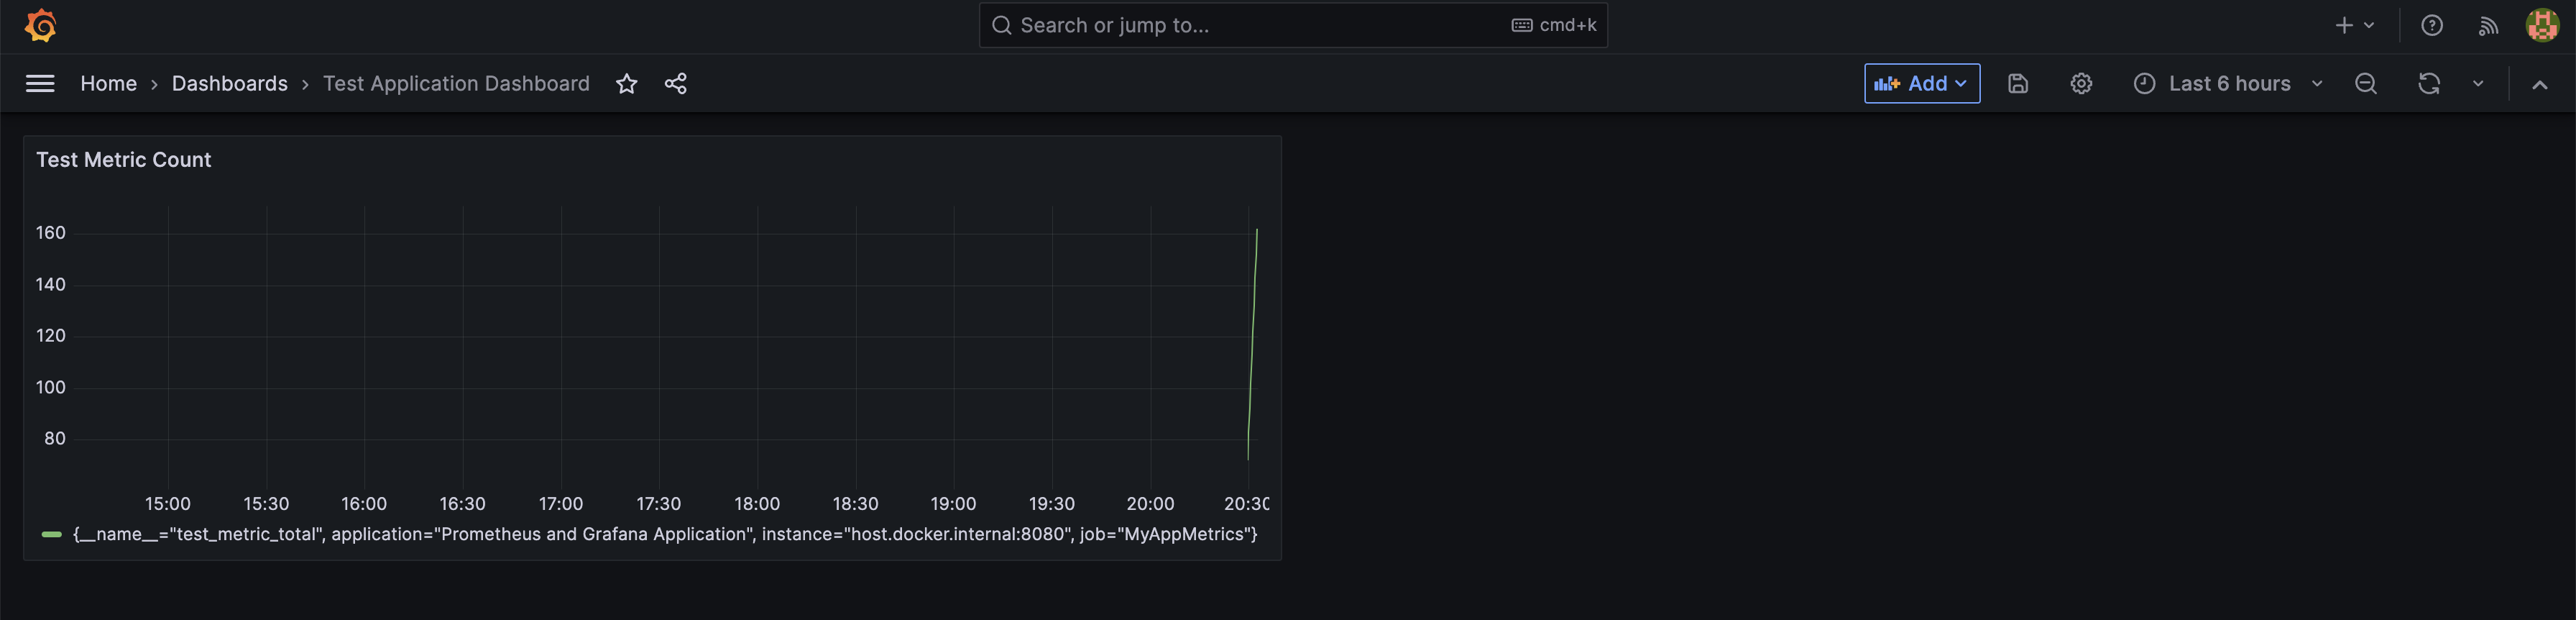 Search or jump to... cmd+k
Home › Dashboards › Test Application Dashboard Add Last 6 hours
Test Metric Count
160
140
120
100
80
15:00 15:30 16:00 16:30 17:00 17:30 18:00 18:30 19:00 19:30 20:00 20:30
{__name__="test_metric_total", application="Prometheus and Grafana Application", instance="host.docker.internal:8080", job="MyAppMetrics"}